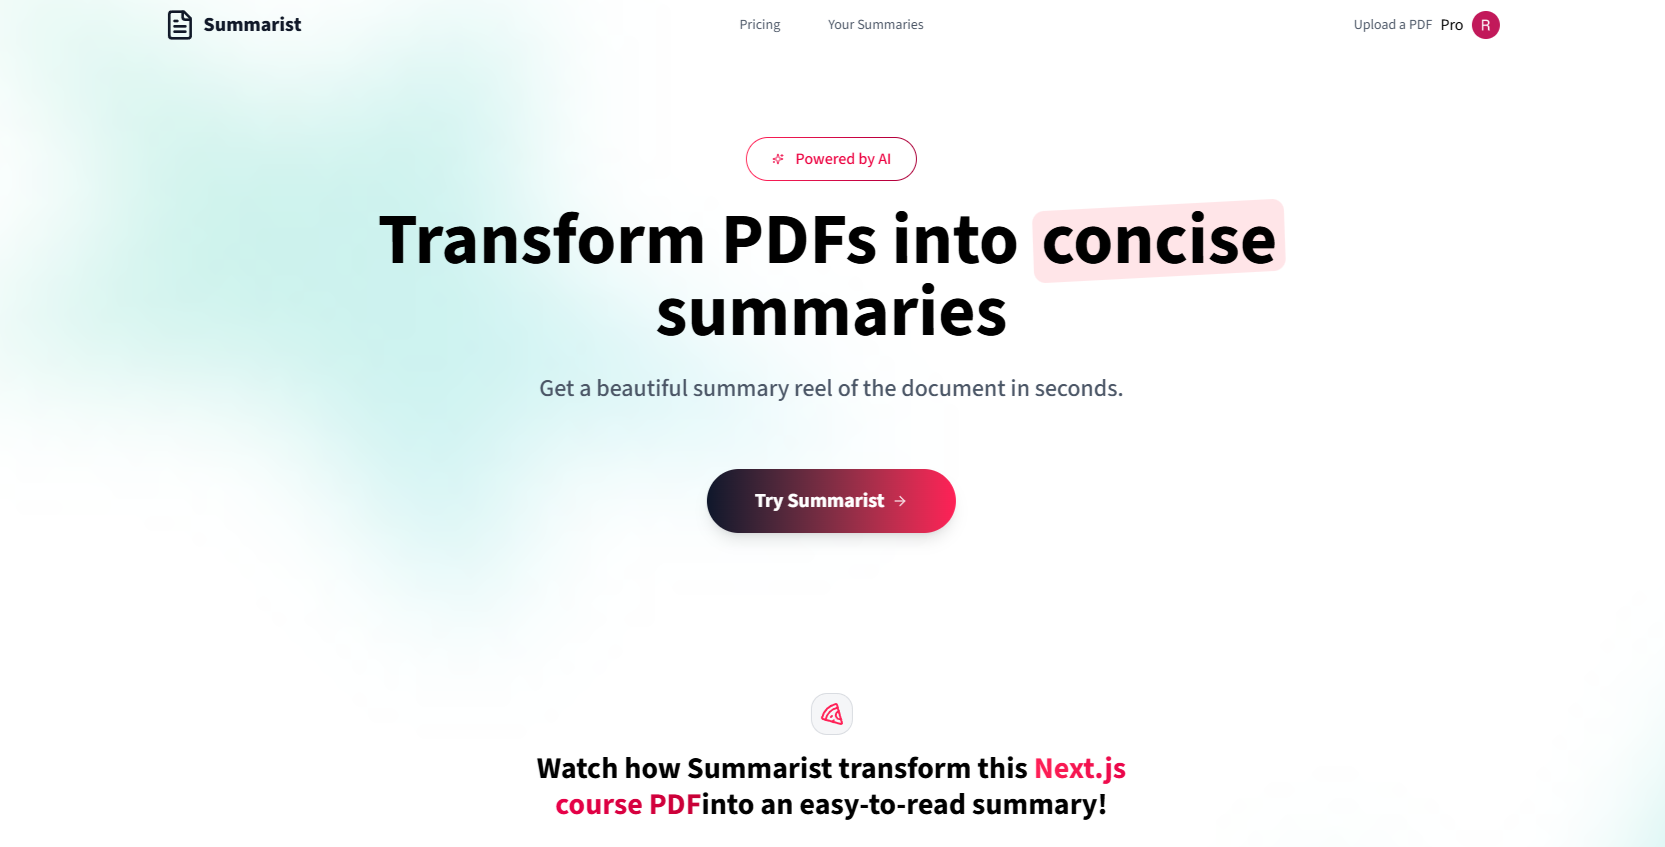 Summarist
Pricing
Your Summaries
Upload a PDF
Pro
R
Powered by AI
Transform PDFs into concise
summaries
Get a beautiful summary reel of the document in seconds.
Try Summarist →
Watch how Summarist transform this Next.js
course PDFinto an easy-to-read summary!